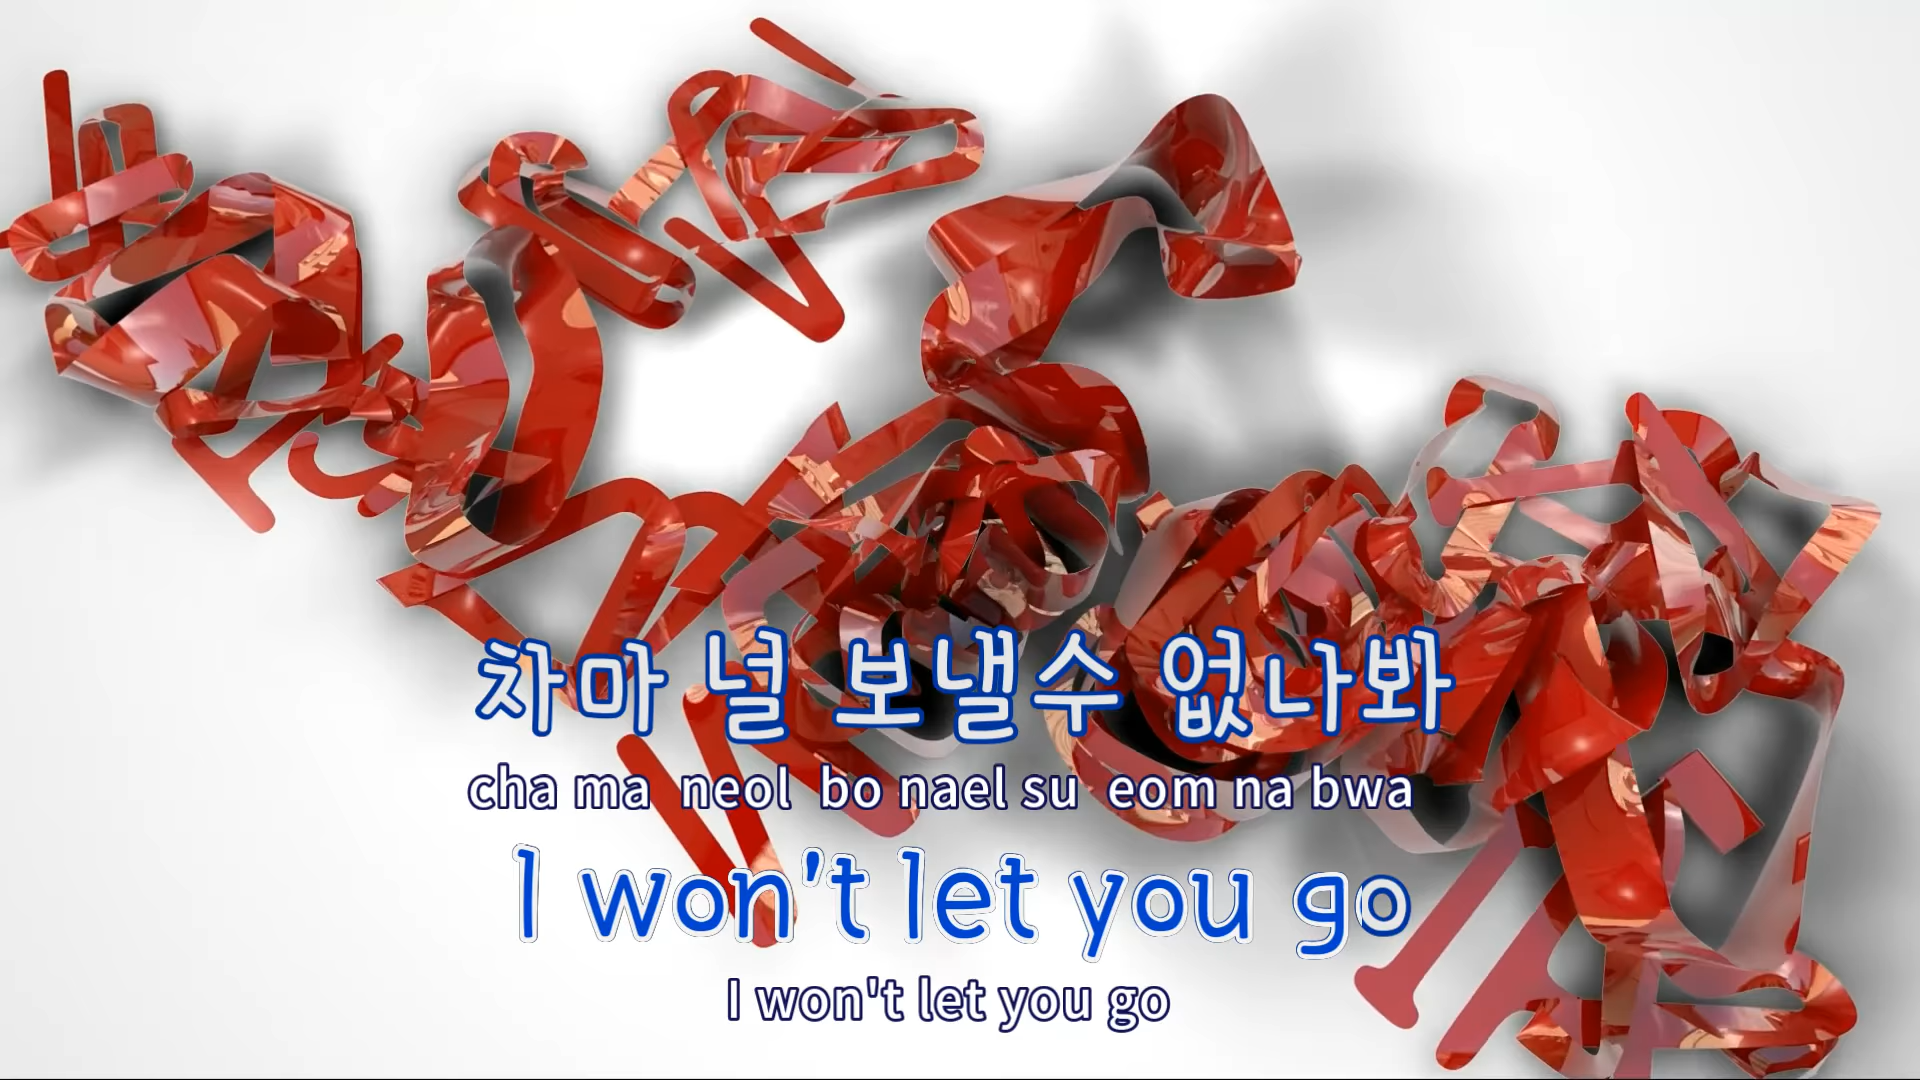 차마 널 보낼수 없나봐
cha ma neol bo nael su eom na bwa
I won't let you go
I won't let you go